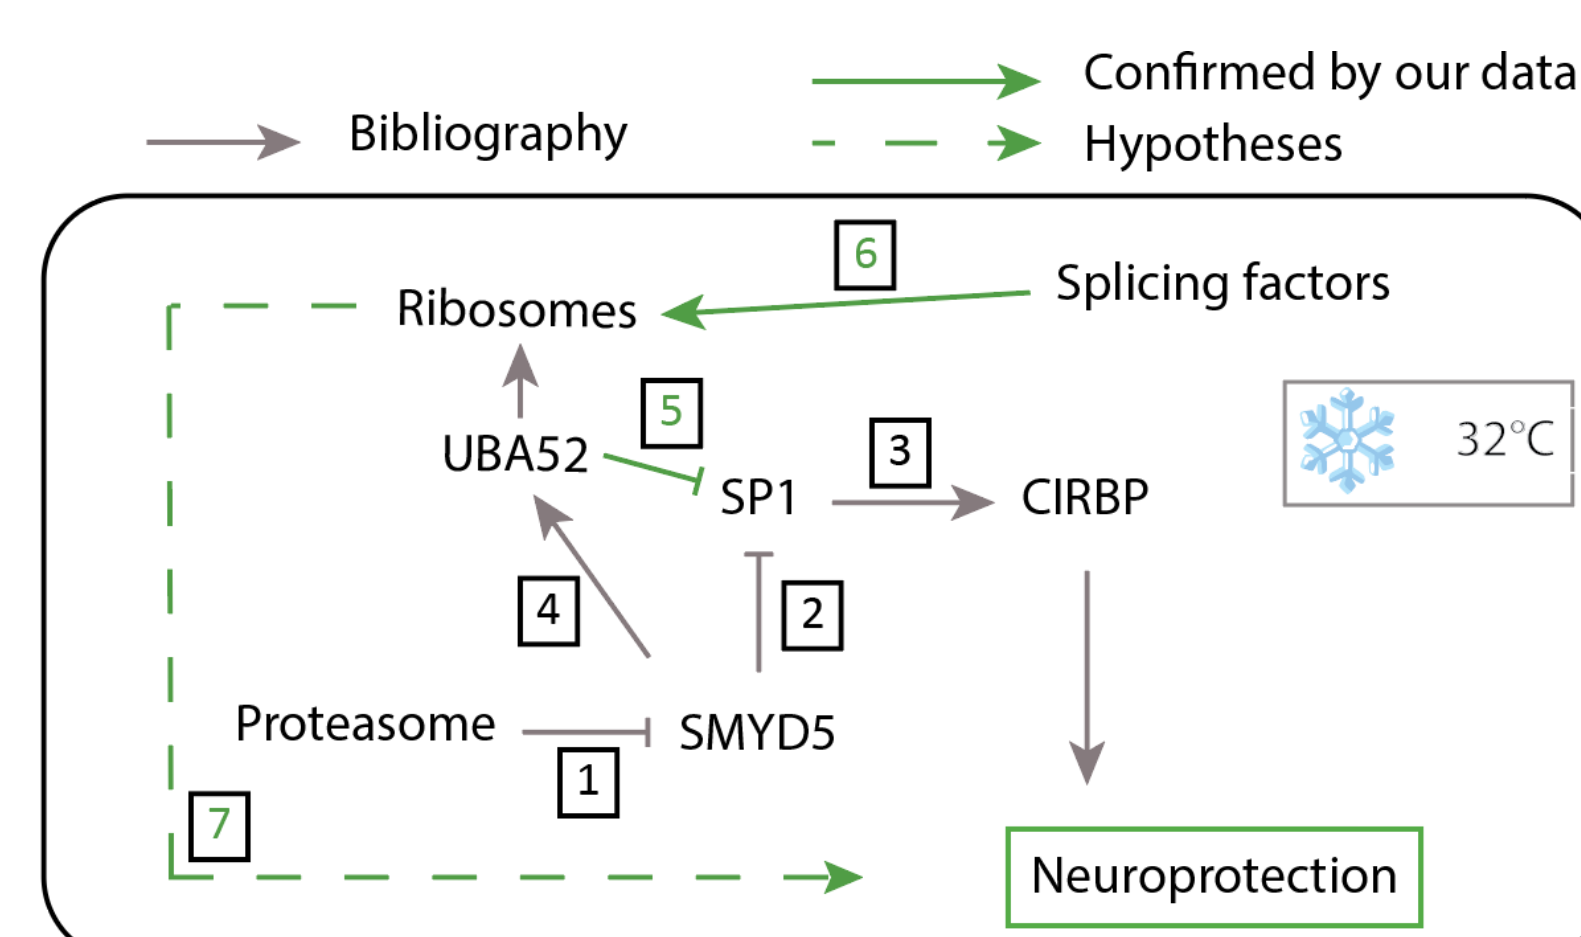 Confirmed by our data
Bibliography
Hypotheses
6
Splicing factors
Ribosomes
5
UBA52
3
32°C
SP1
CIRBP
4
2
Proteasome
SMYD5
1
7
Neuroprotection